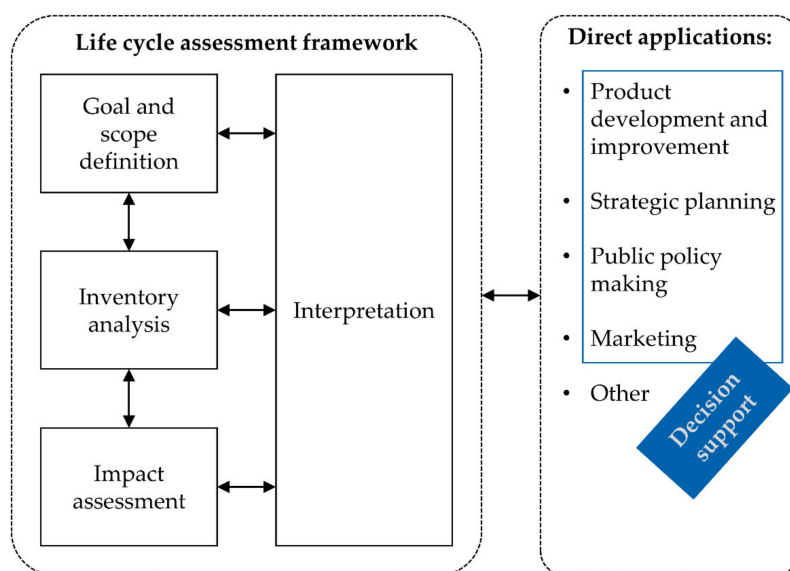 Life cycle assessment framework
Goal and
scope
definition
Inventory
analysis
Impact
assessment
Interpretation
Direct applications:
• Product
development and
improvement
• Strategic planning
• Public policy
making
• Marketing
• Other
Decision
support